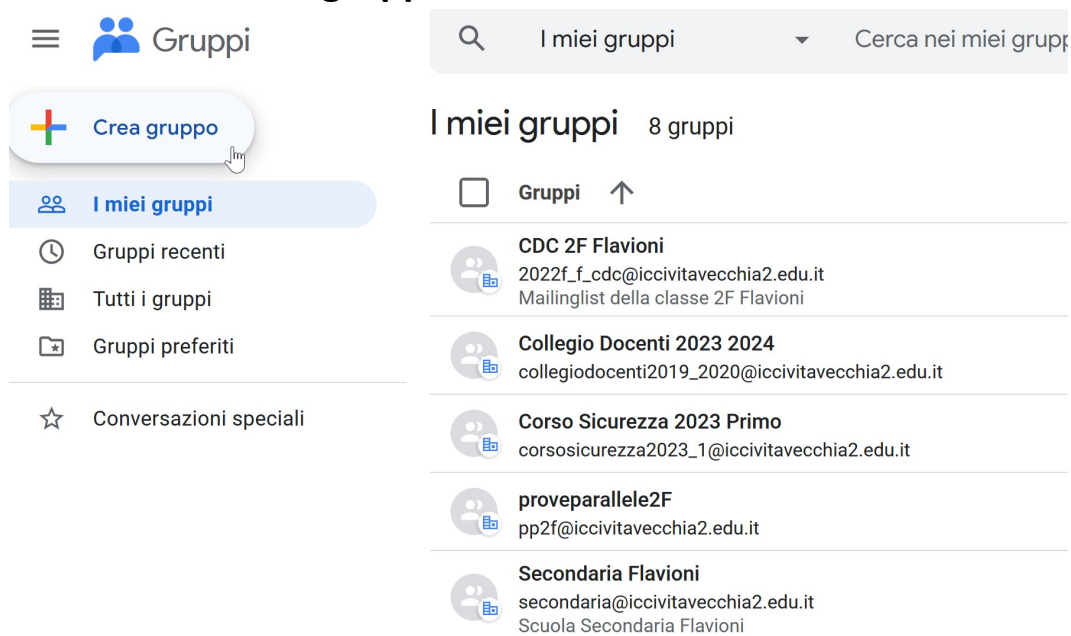 Gruppi
I miei gruppi
Cerca nei miei grupp
Crea gruppo
I miei gruppi
Gruppi recenti
Tutti i gruppi
Gruppi preferiti
Conversazioni speciali
I miei gruppi 8 gruppi
Gruppi
CDC 2F Flavioni
2022f_f_cdc@iccivitavecchia2.edu.it
Mailinglist della classe 2F Flavioni
Collegio Docenti 2023 2024
collegiodocenti2019_2020@iccivitavecchia2.edu.it
Corso Sicurezza 2023 Primo
corsosicurezza2023_1@iccivitavecchia2.edu.it
proveparallele2F
pp2f@iccivitavecchia2.edu.it
Secondaria Flavioni
secondaria@iccivitavecchia2.edu.it
Scuola Secondaria Flavioni